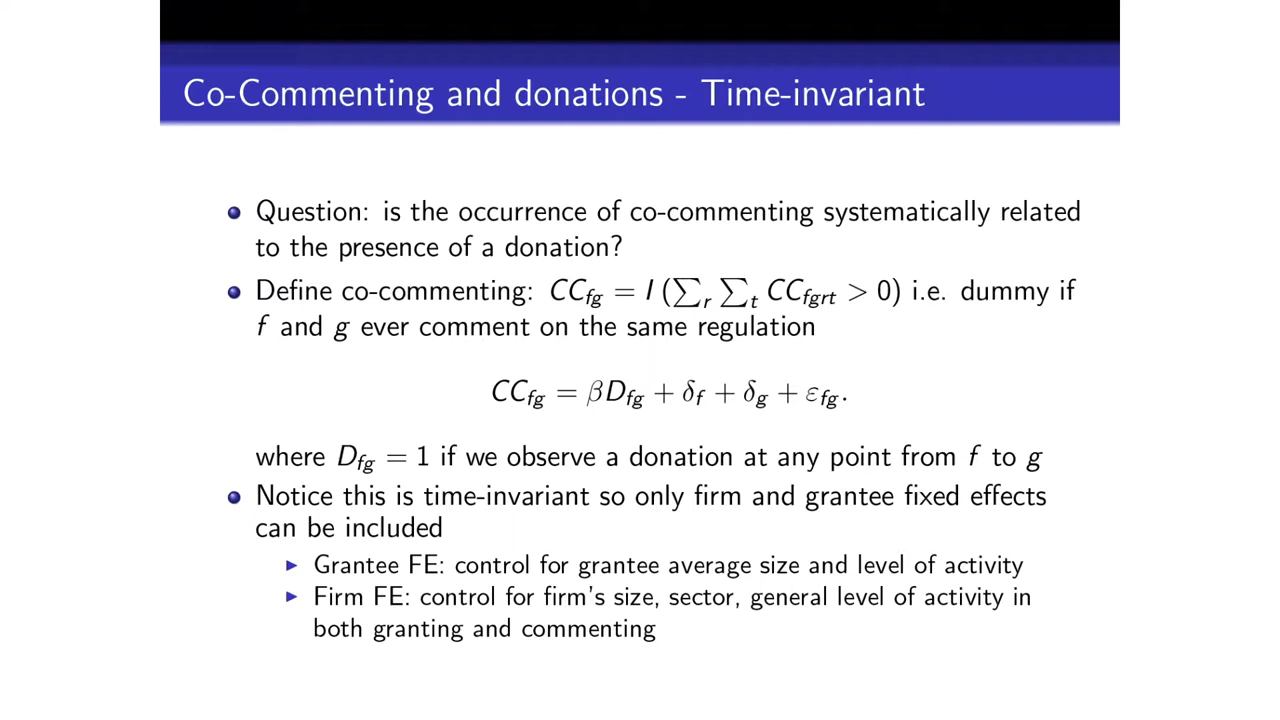 Co-Commenting and donations - Time-invariant
Question: is the occurrence of co-commenting systematically related
to the presence of a donation?
Define co-commenting: CC_fg = I (∑_r ∑_t CC_fgrt > 0) i.e. dummy if
f and g ever comment on the same regulation
CC_fg = βD_fg + δ_f + δ_g + ε_fg.
where D_fg = 1 if we observe a donation at any point from f to g
Notice this is time-invariant so only firm and grantee fixed effects
can be included
Grantee FE: control for grantee average size and level of activity
Firm FE: control for firm's size, sector, general level of activity in
both granting and commenting